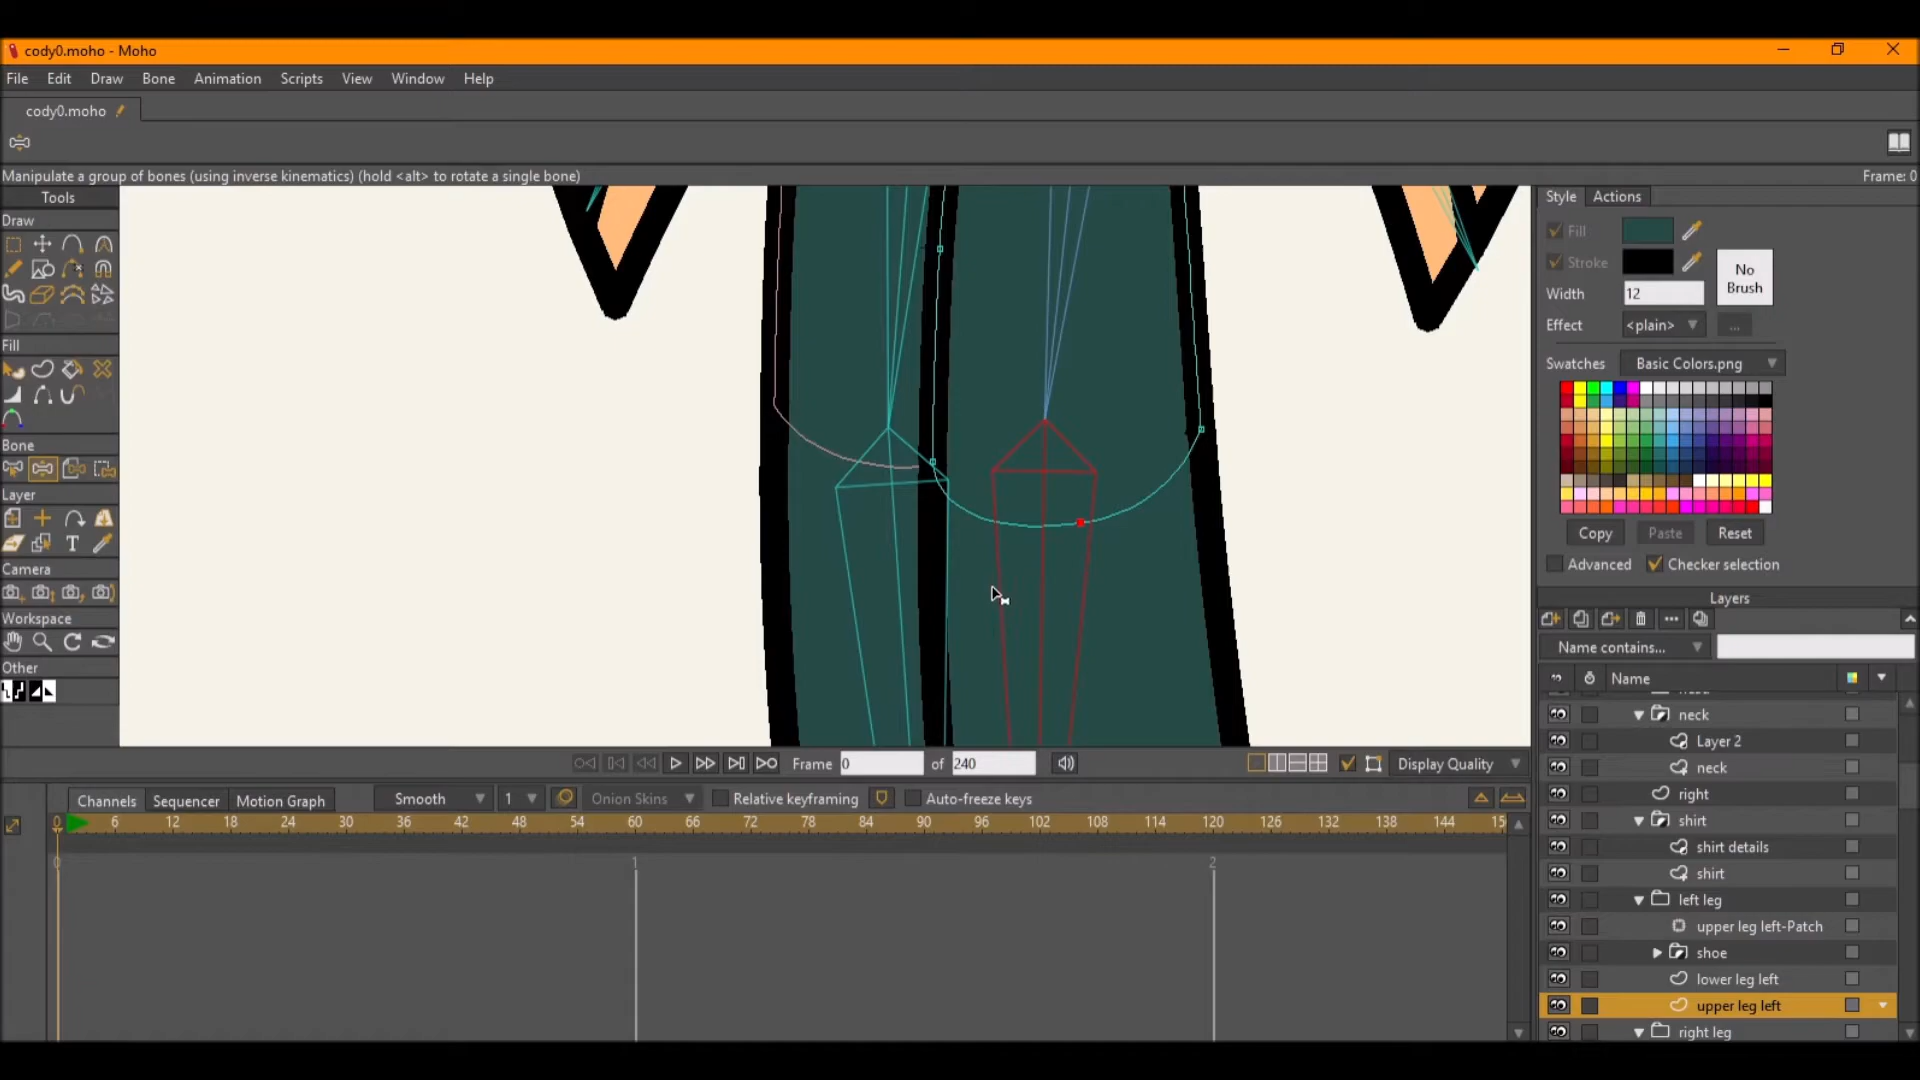 cody0.moho - Moho
File Edit Draw Bone Animation Scripts View Window Help
cody0.moho
Manipulate a group of bones (using inverse kinematics) (hold <alt> to rotate a single bone)
Frame: 0
Tools
Draw
Fill
Bone
Layer
Camera
Workspace
Other
Style Actions
Fill
Stroke
No Brush
Width 12
Effect <plain> ...
Swatches Basic Colors.png
Copy Paste Reset
Advanced Checker selection
Layers
Name contains...
Name
neck
Layer 2
neck
right
shirt
shirt details
shirt
left leg
upper leg left-Patch
shoe
lower leg left
upper leg left
right leg
Frame 0 of 240 Display Quality
Channels Sequencer Motion Graph Smooth 1 Onion Skins Relative keyframing Auto-freeze keys
0 6 12 18 24 30 36 42 48 54 60 66 72 78 84 90 96 102 108 114 120 126 132 138 144 15
0 1 2